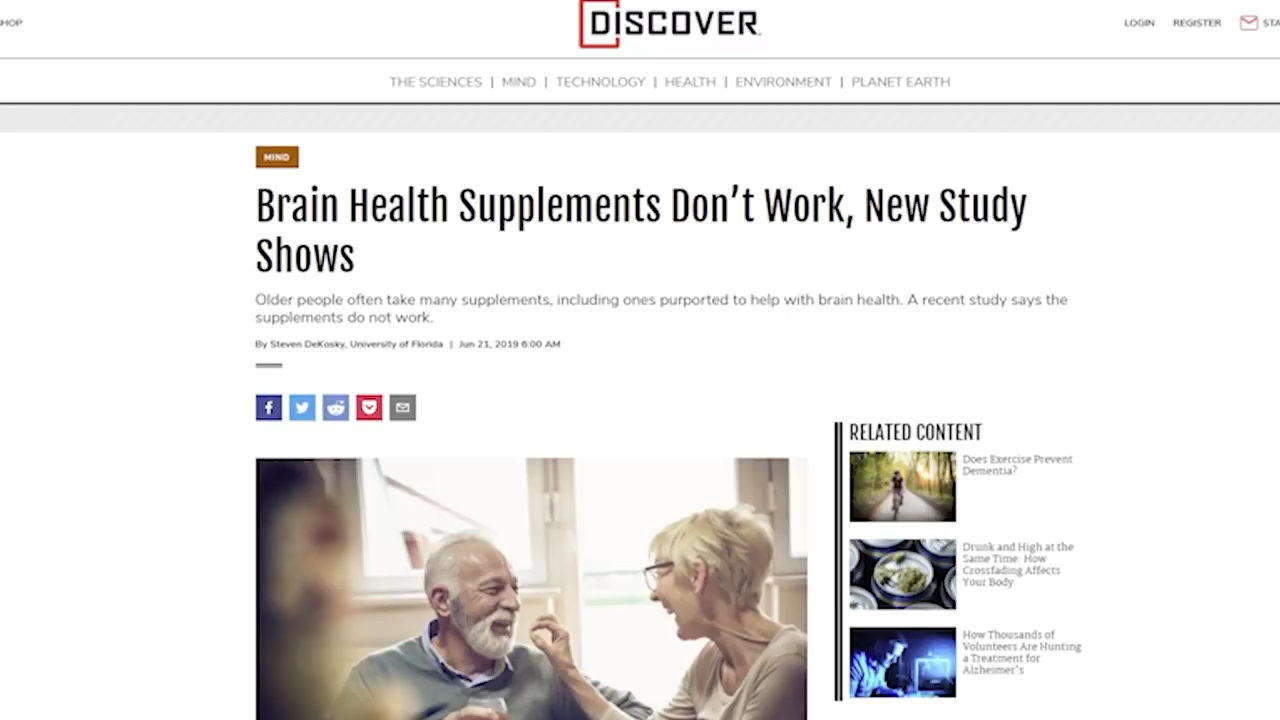 HOP
DISCOVER
LOGIN REGISTER STA
THE SCIENCES | MIND | TECHNOLOGY | HEALTH | ENVIRONMENT | PLANET EARTH
MIND
Brain Health Supplements Don't Work, New Study
Shows
Older people often take many supplements, including ones purported to help with brain health. A recent study says the
supplements do not work.
By Steven DeKosky, University of Florida | Jun 21, 2019 6:00 AM
RELATED CONTENT
Does Exercise Prevent
Dementia?
Drunk and High at the
Same Time: How
Crossfading Affects
Your Body
How Thousands of
Volunteers Are Hunting
a Treatment for
Alzheimer's